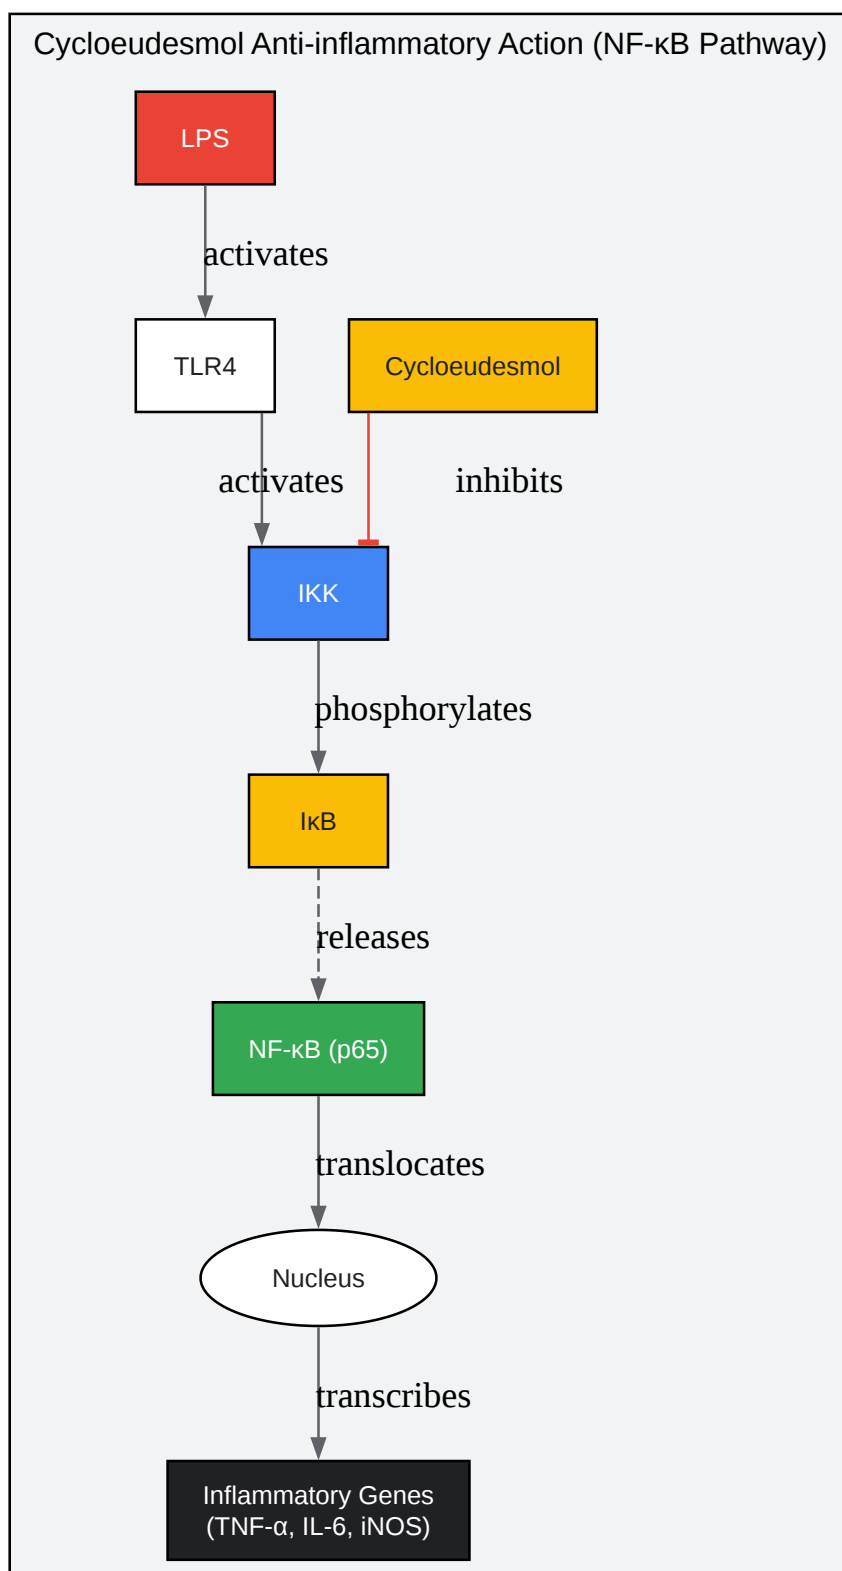 Cycloeudesmol Anti-inflammatory Action (NF-κB Pathway)
LPS
activates
TLR4
Cycloeudesmol
activates
inhibits
IKK
phosphorylates
IκB
releases
NF-κB (p65)
translocates
Nucleus
transcribes
Inflammatory Genes
(TNF-α, IL-6, iNOS)